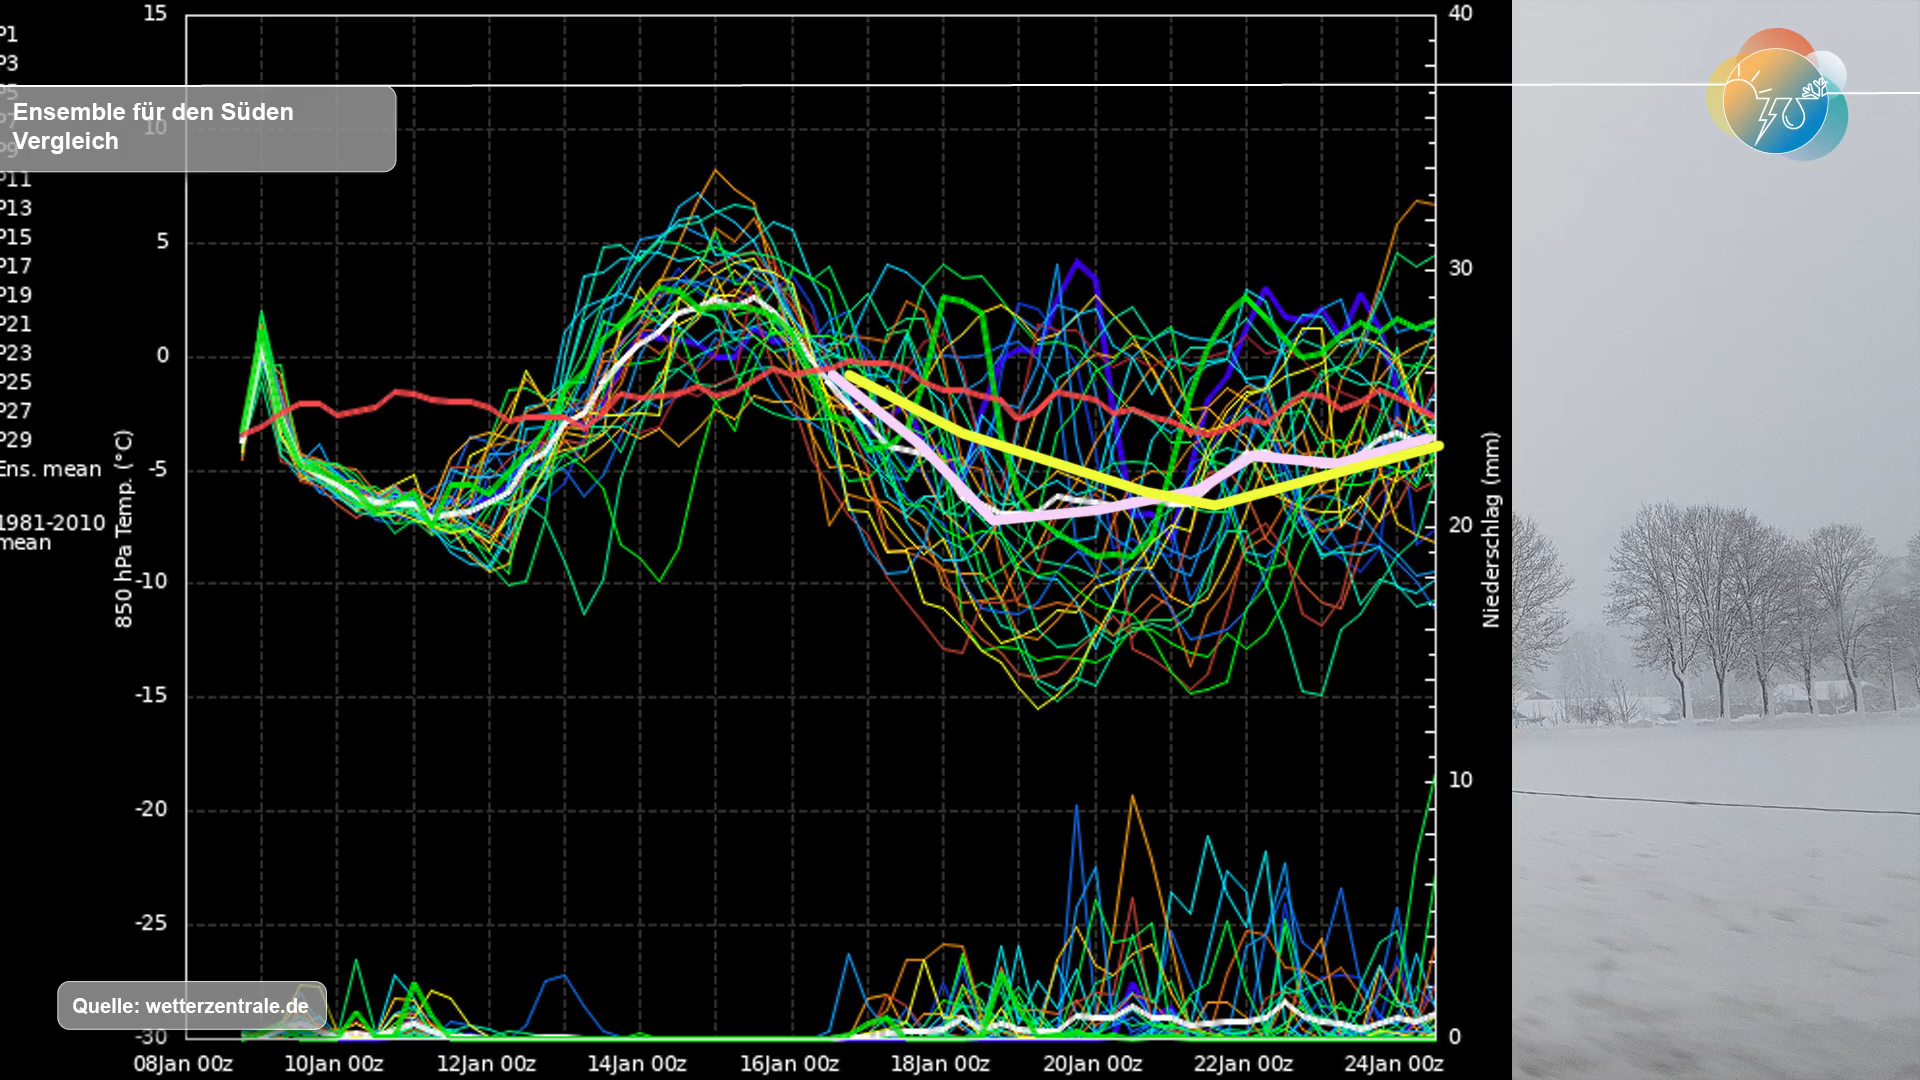 Ensemble für den Süden
Vergleich
P1
P3
P5
P7
P9
P11
P13
P15
P17
P19
P21
P23
P25
P27
P29
Ens. mean
1981-2010
mean
15
10
5
0
-5
-10
-15
-20
-25
-30
850 hPa Temp. (°C)
40
30
20
10
0
Niederschlag (mm)
Quelle: wetterzentrale.de
08Jan 00z 10Jan 00z 12Jan 00z 14Jan 00z 16Jan 00z 18Jan 00z 20Jan 00z 22Jan 00z 24Jan 00z